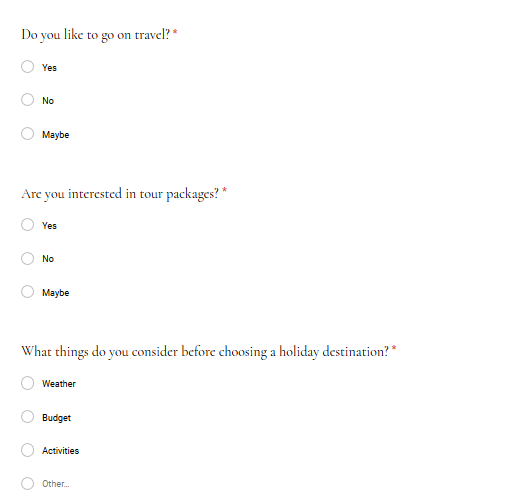 Do you like to go on travel? *
Yes
No
Maybe
Are you interested in tour packages? *
Yes
No
Maybe
What things do you consider before choosing a holiday destination? *
Weather
Budget
Activities
Other...